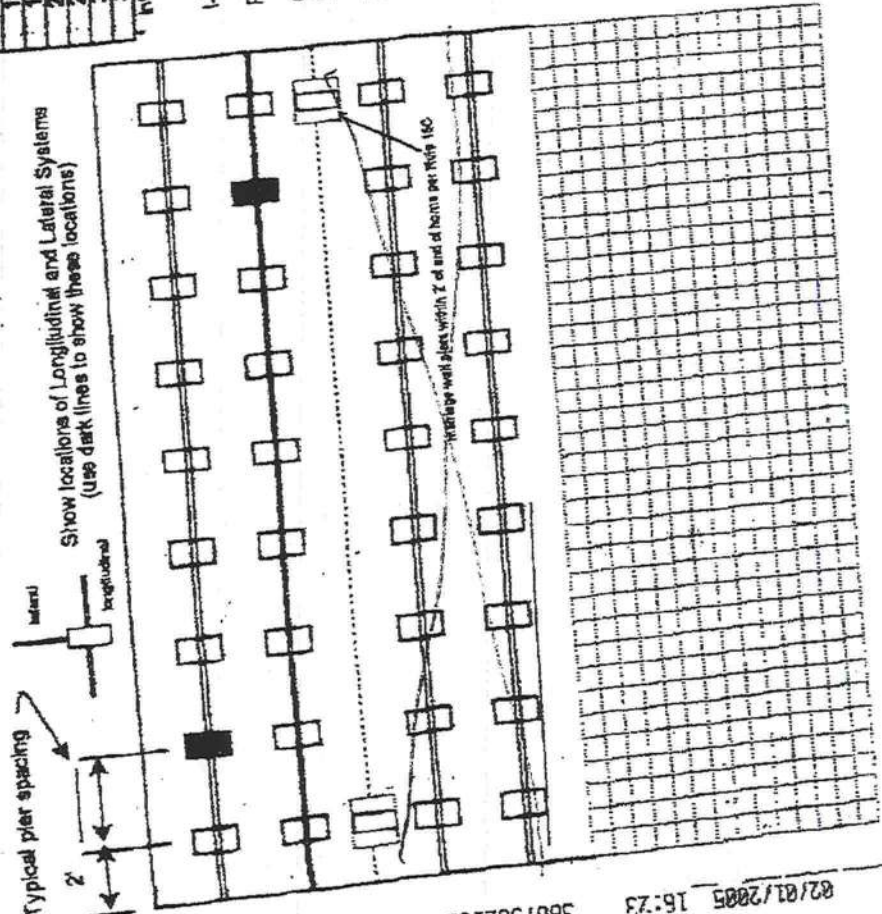 Typical pier spacing
2'
lateral
longitudinal
Show locations of Longitudinal and Lateral Systems
(use dark lines to show these locations)
marriage wall piers within 2' of end of home per Rule 15C
02/01/2005 16:23